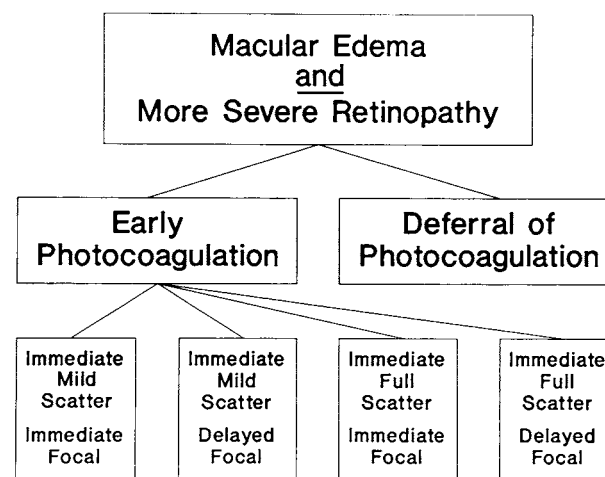 Macular Edema
and
More Severe Retinopathy
Early
Photocoagulation
Deferral of
Photocoagulation
Immediate
Mild
Scatter
Immediate
Focal
Immediate
Mild
Scatter
Delayed
Focal
Immediate
Full
Scatter
Immediate
Focal
Immediate
Full
Scatter
Delayed
Focal